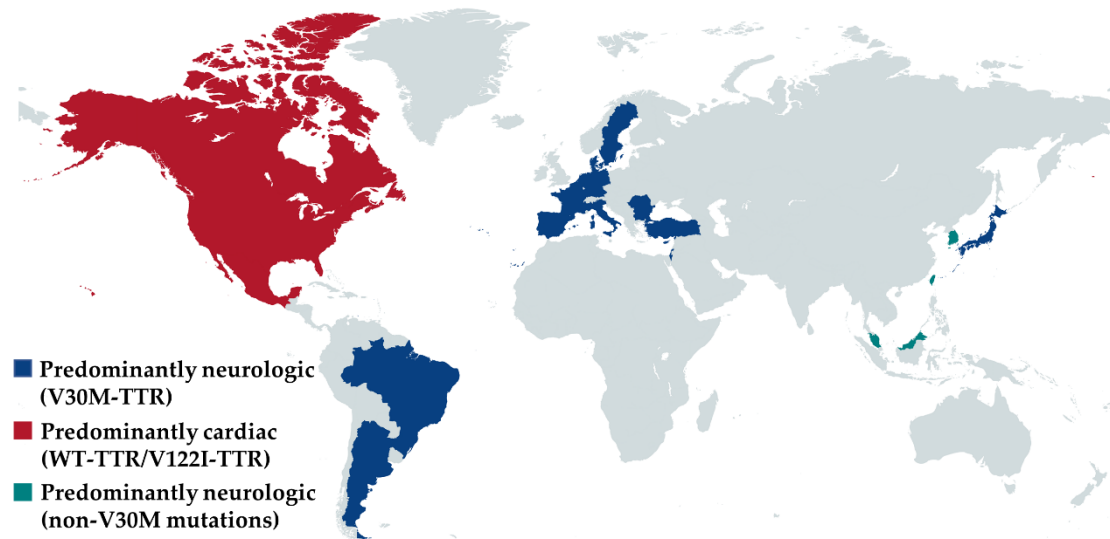 Predominantly neurologic
(V30M-TTR)
Predominantly cardiac
(WT-TTR/V122I-TTR)
Predominantly neurologic
(non-V30M mutations)